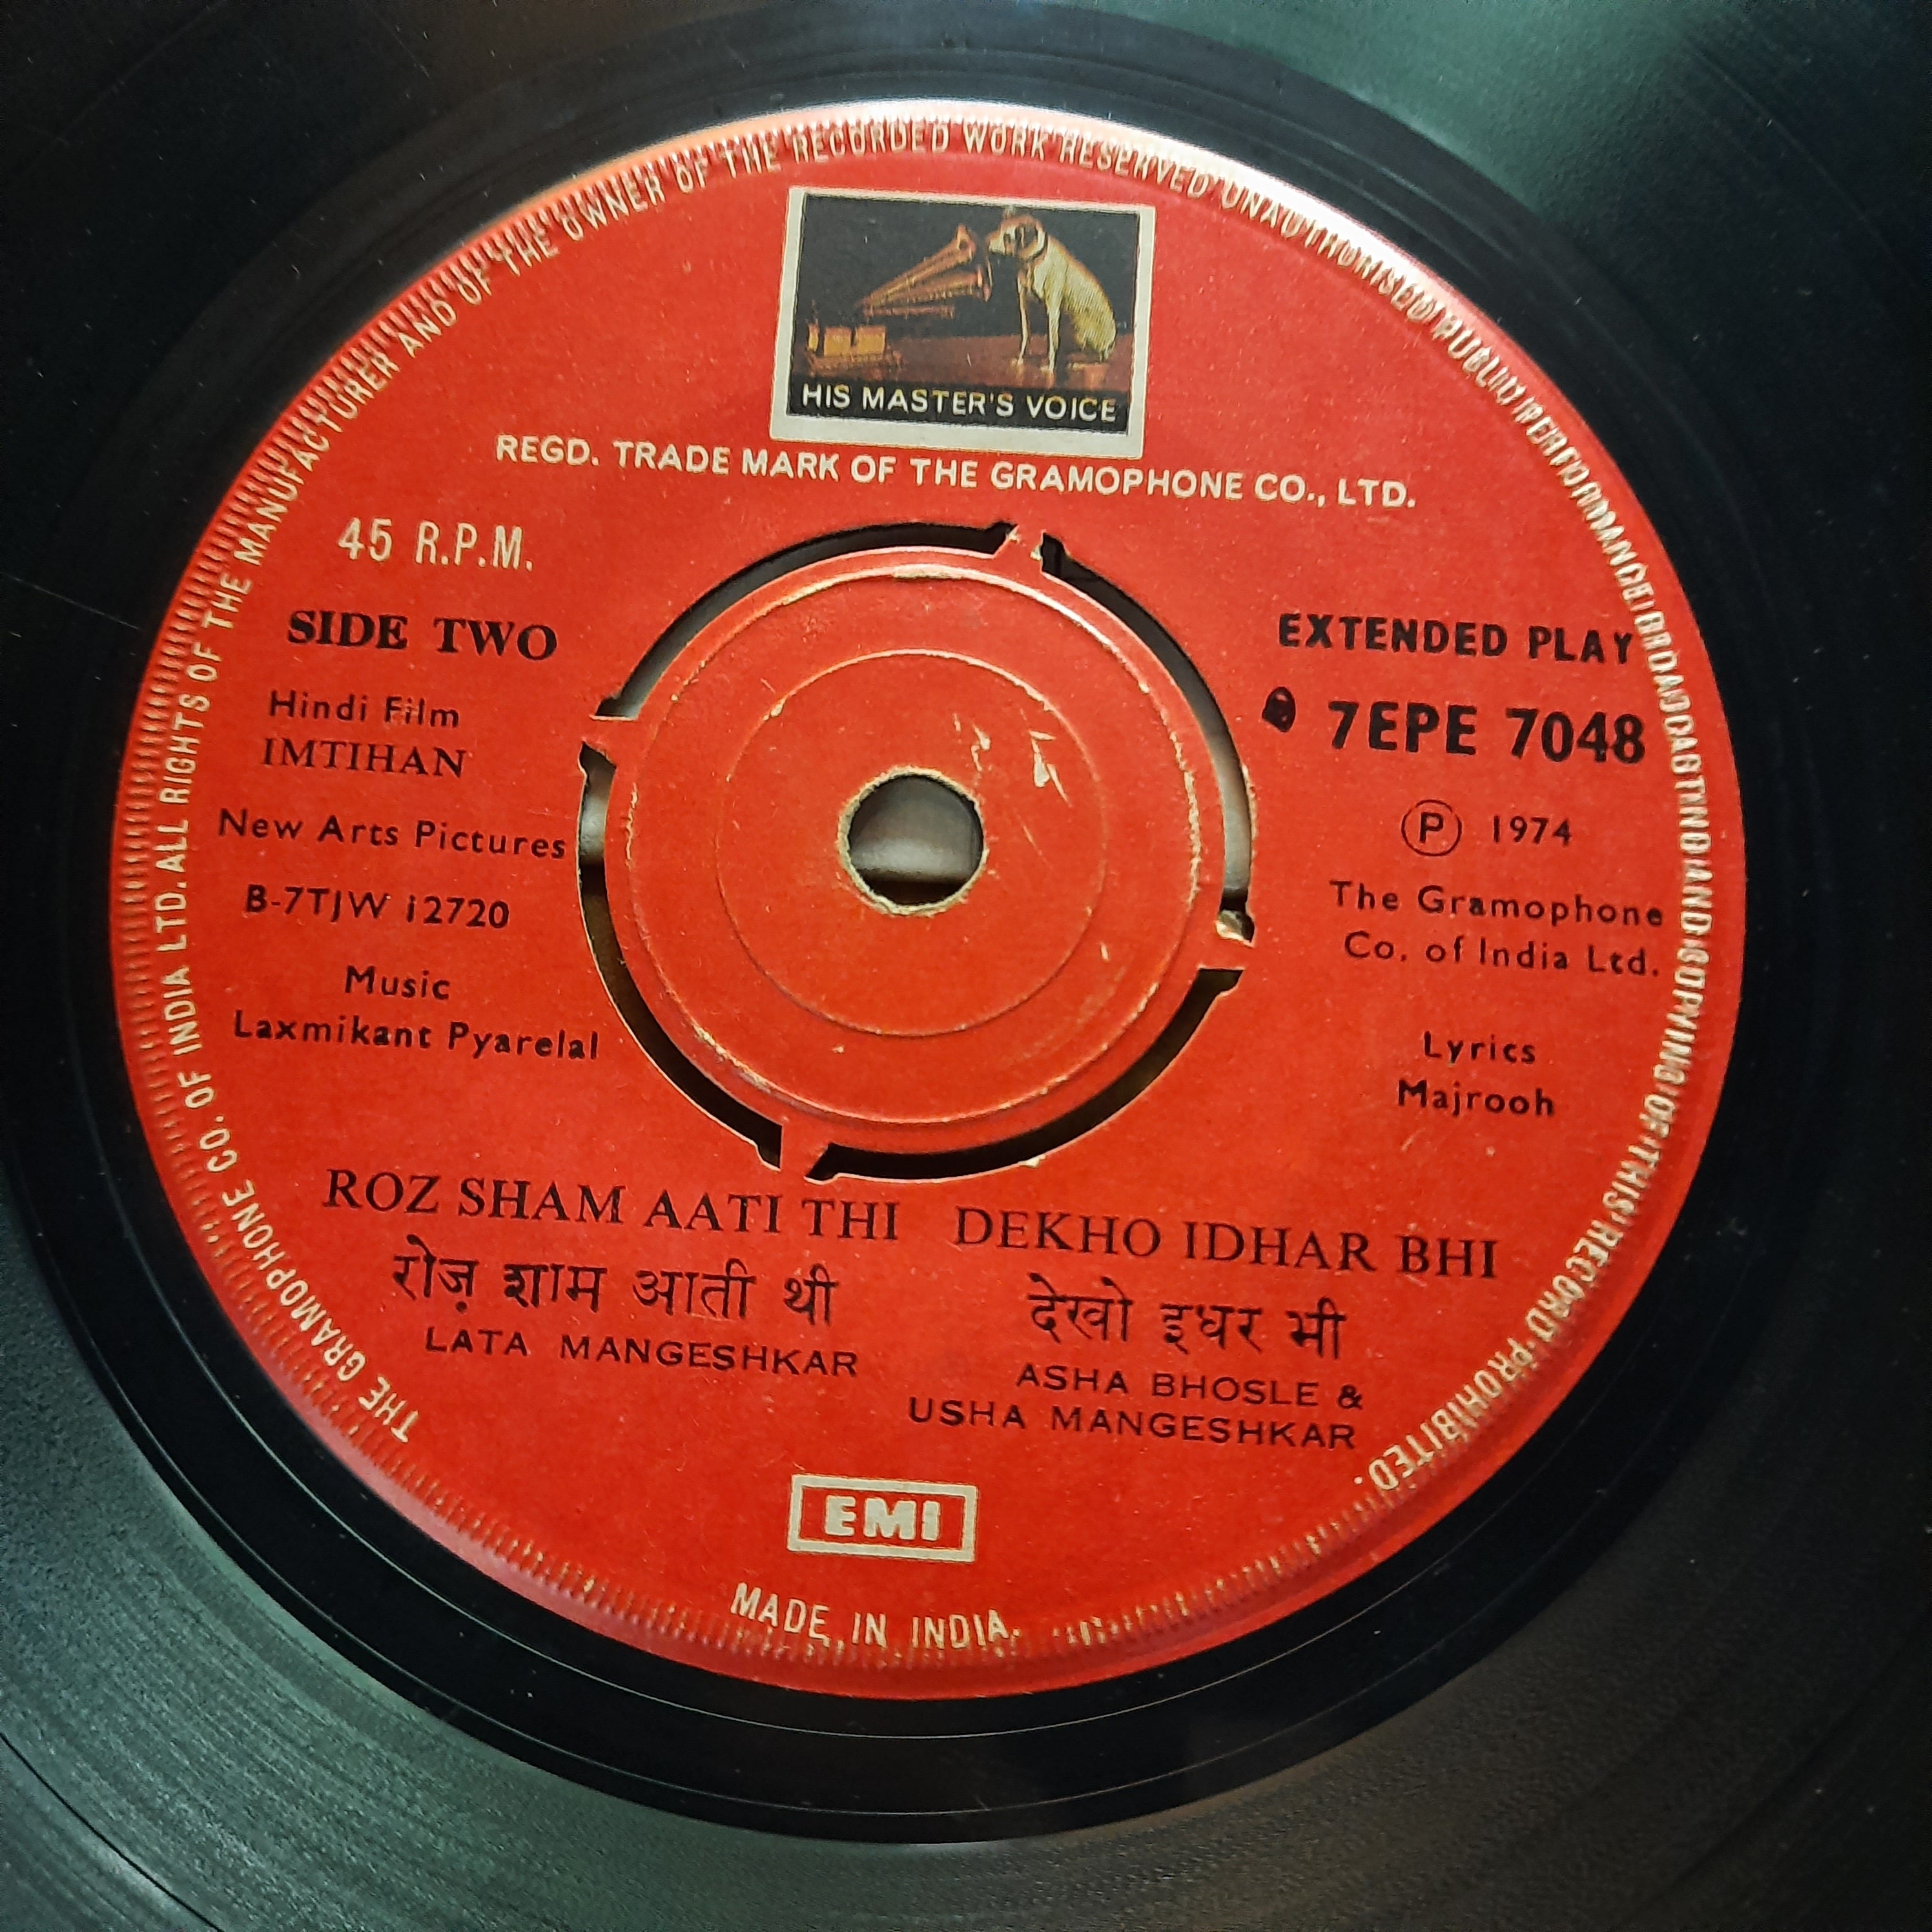 THE GRAMOPHONE CO. OF INDIA LTD. ALL RIGHTS OF THE MANUFACTURER AND OF THE OWNER OF THE RECORDED WORK RESERVED UNAUTHORISED PUBLIC PERFORMANCE BROADCASTING AND COPYING OF THIS RECORD PROHIBITED.
HIS MASTER'S VOICE
REGD. TRADE MARK OF THE GRAMOPHONE CO., LTD.
45 R.P.M.
SIDE TWO
Hindi Film
IMTIHAN
New Arts Pictures
B-7TJW 12720
Music
Laxmikant Pyarelal
EXTENDED PLAY
7EPE 7048
Ⓟ 1974
The Gramophone
Co. of India Ltd.
Lyrics
Majrooh
ROZ SHAM AATI THI
रोज़ शाम आती थी
LATA MANGESHKAR
DEKHO IDHAR BHI
देखो इधर भी
ASHA BHOSLE &
USHA MANGESHKAR
EMI
MADE IN INDIA.